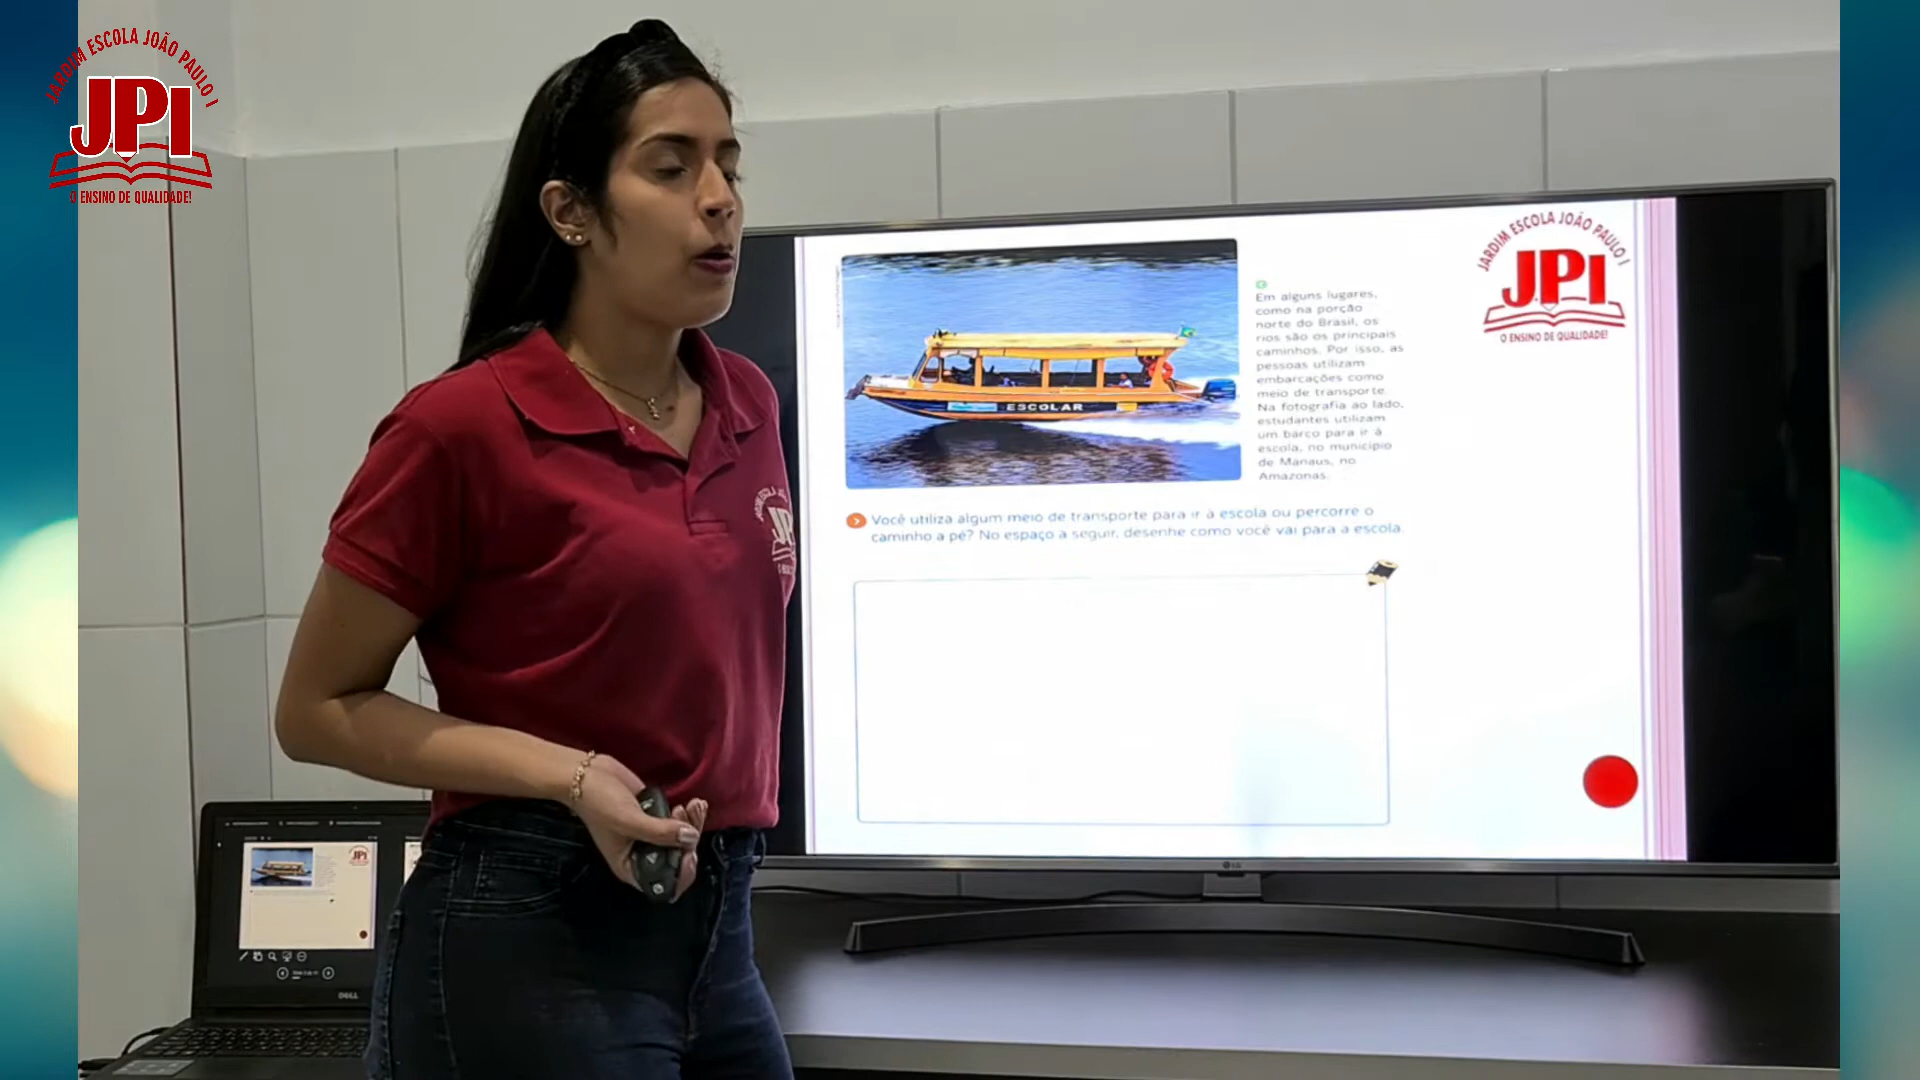 JARDIM ESCOLA JOÃO PAULO I
JPI
O ENSINO DE QUALIDADE!
JARDIM ESCOLA JOÃO PAULO I
JPI
O ENSINO DE QUALIDADE!
ESCOLAR
Em alguns lugares,
como na porção
norte do Brasil, os
rios são os principais
caminhos. Por isso, as
pessoas utilizam
embarcações como
meio de transporte.
Na fotografia ao lado,
estudantes utilizam
um barco para ir à
escola, no município
de Manaus, no
Amazonas.
Você utiliza algum meio de transporte para ir à escola ou percorre o
caminho a pé? No espaço a seguir, desenhe como você vai para a escola.
LG
JPI
DELL